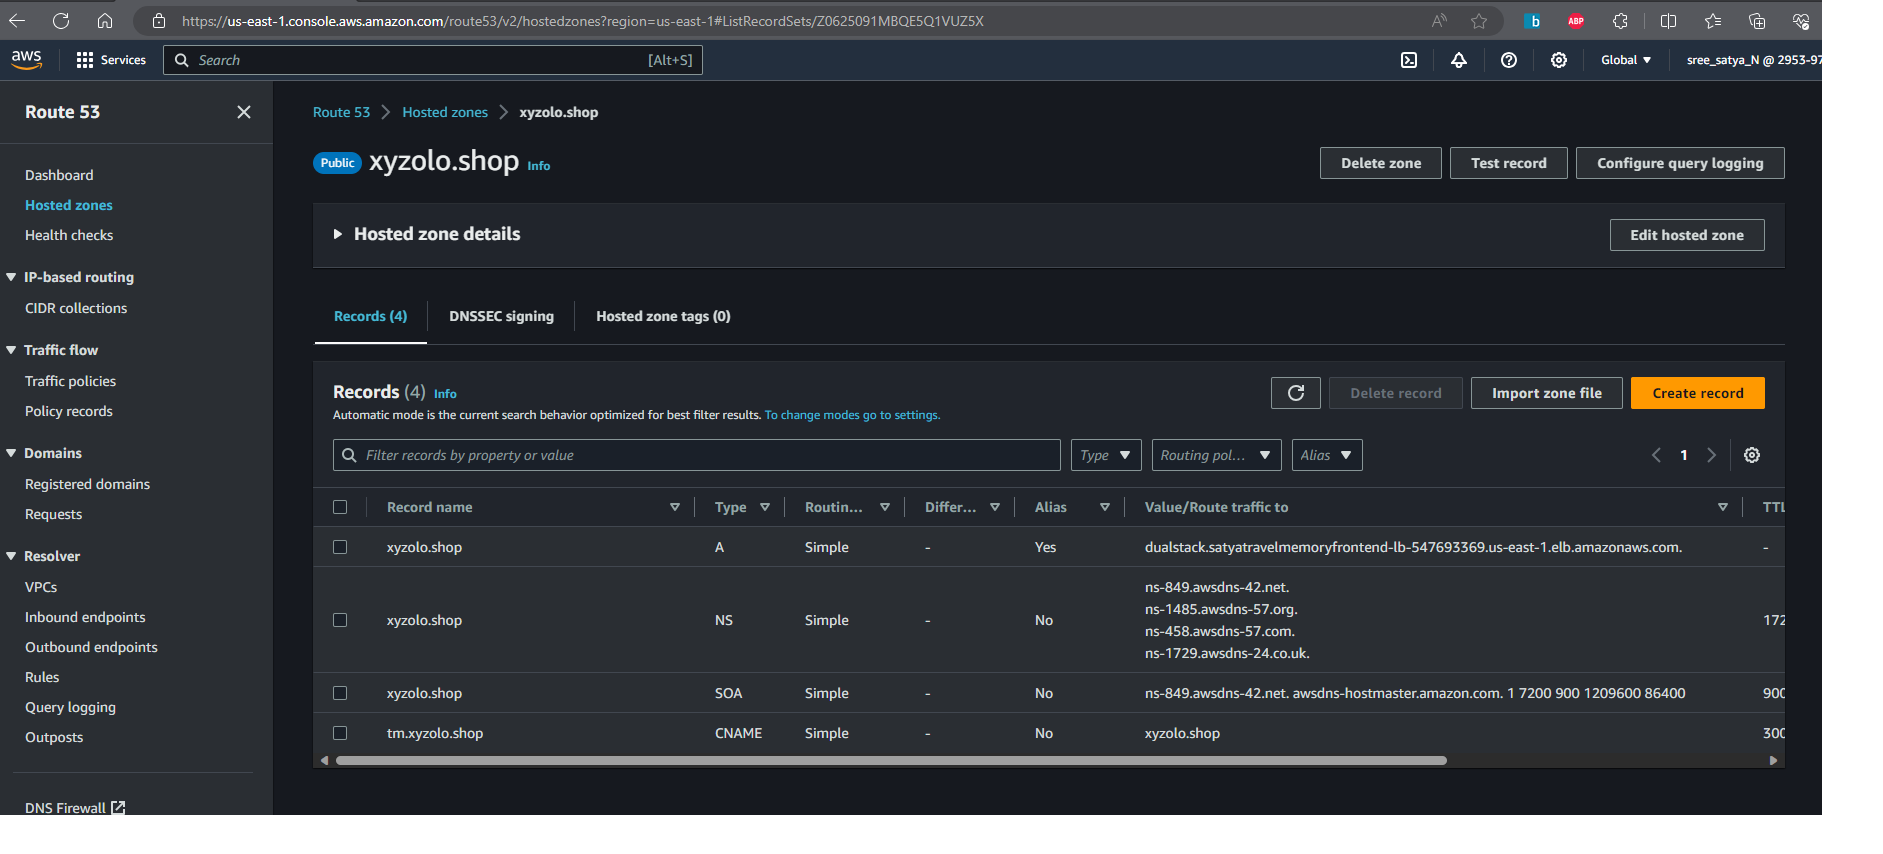 https://us-east-1.console.aws.amazon.com/route53/v2/hostedzones?region=us-east-1#ListRecordSets/Z0625091MBQE5Q1VUZ5X
A
b
ABP
aws
Services
Search
[Alt+S]
Global
sree_satya_N @ 2953-97
Route 53
Dashboard
Hosted zones
Health checks
IP-based routing
CIDR collections
Traffic flow
Traffic policies
Policy records
Domains
Registered domains
Requests
Resolver
VPCs
Inbound endpoints
Outbound endpoints
Rules
Query logging
Outposts
DNS Firewall
Route 53 > Hosted zones > xyzolo.shop
Public xyzolo.shop Info
Delete zone
Test record
Configure query logging
Hosted zone details
Edit hosted zone
Records (4)
DNSSEC signing
Hosted zone tags (0)
Records (4) Info
Automatic mode is the current search behavior optimized for best filter results. To change modes go to settings.
Delete record
Import zone file
Create record
Filter records by property or value
Type
Routing pol...
Alias
1
Record name Type Routin... Differ... Alias Value/Route traffic to TTL
xyzolo.shop A Simple - Yes dualstack.satyatravelmemoryfrontend-lb-547693369.us-east-1.elb.amazonaws.com. -
xyzolo.shop NS Simple - No ns-849.awsdns-42.net.
ns-1485.awsdns-57.org.
ns-458.awsdns-57.com.
ns-1729.awsdns-24.co.uk.
172
xyzolo.shop SOA Simple - No ns-849.awsdns-42.net. awsdns-hostmaster.amazon.com. 1 7200 900 1209600 86400 900
tm.xyzolo.shop CNAME Simple - No xyzolo.shop 300